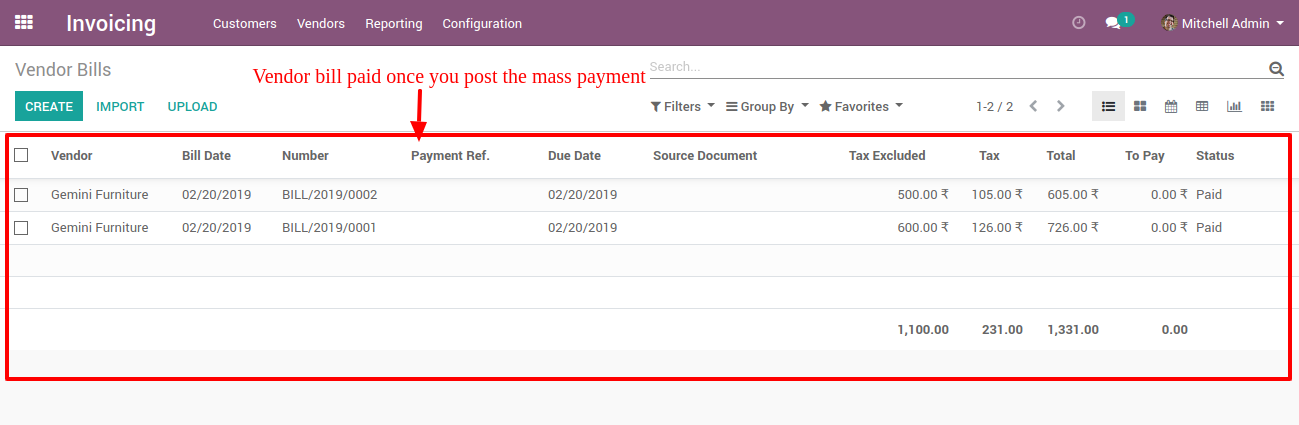 Invoicing Customers Vendors Reporting Configuration 1 Mitchell Admin
Vendor Bills Search...
Vendor bill paid once you post the mass payment
CREATE IMPORT UPLOAD Filters Group By Favorites 1-2 / 2
Vendor Bill Date Number Payment Ref. Due Date Source Document Tax Excluded Tax Total To Pay Status
Gemini Furniture 02/20/2019 BILL/2019/0002 02/20/2019 500.00 ₹ 105.00 ₹ 605.00 ₹ 0.00 ₹ Paid
Gemini Furniture 02/20/2019 BILL/2019/0001 02/20/2019 600.00 ₹ 126.00 ₹ 726.00 ₹ 0.00 ₹ Paid
1,100.00 231.00 1,331.00 0.00